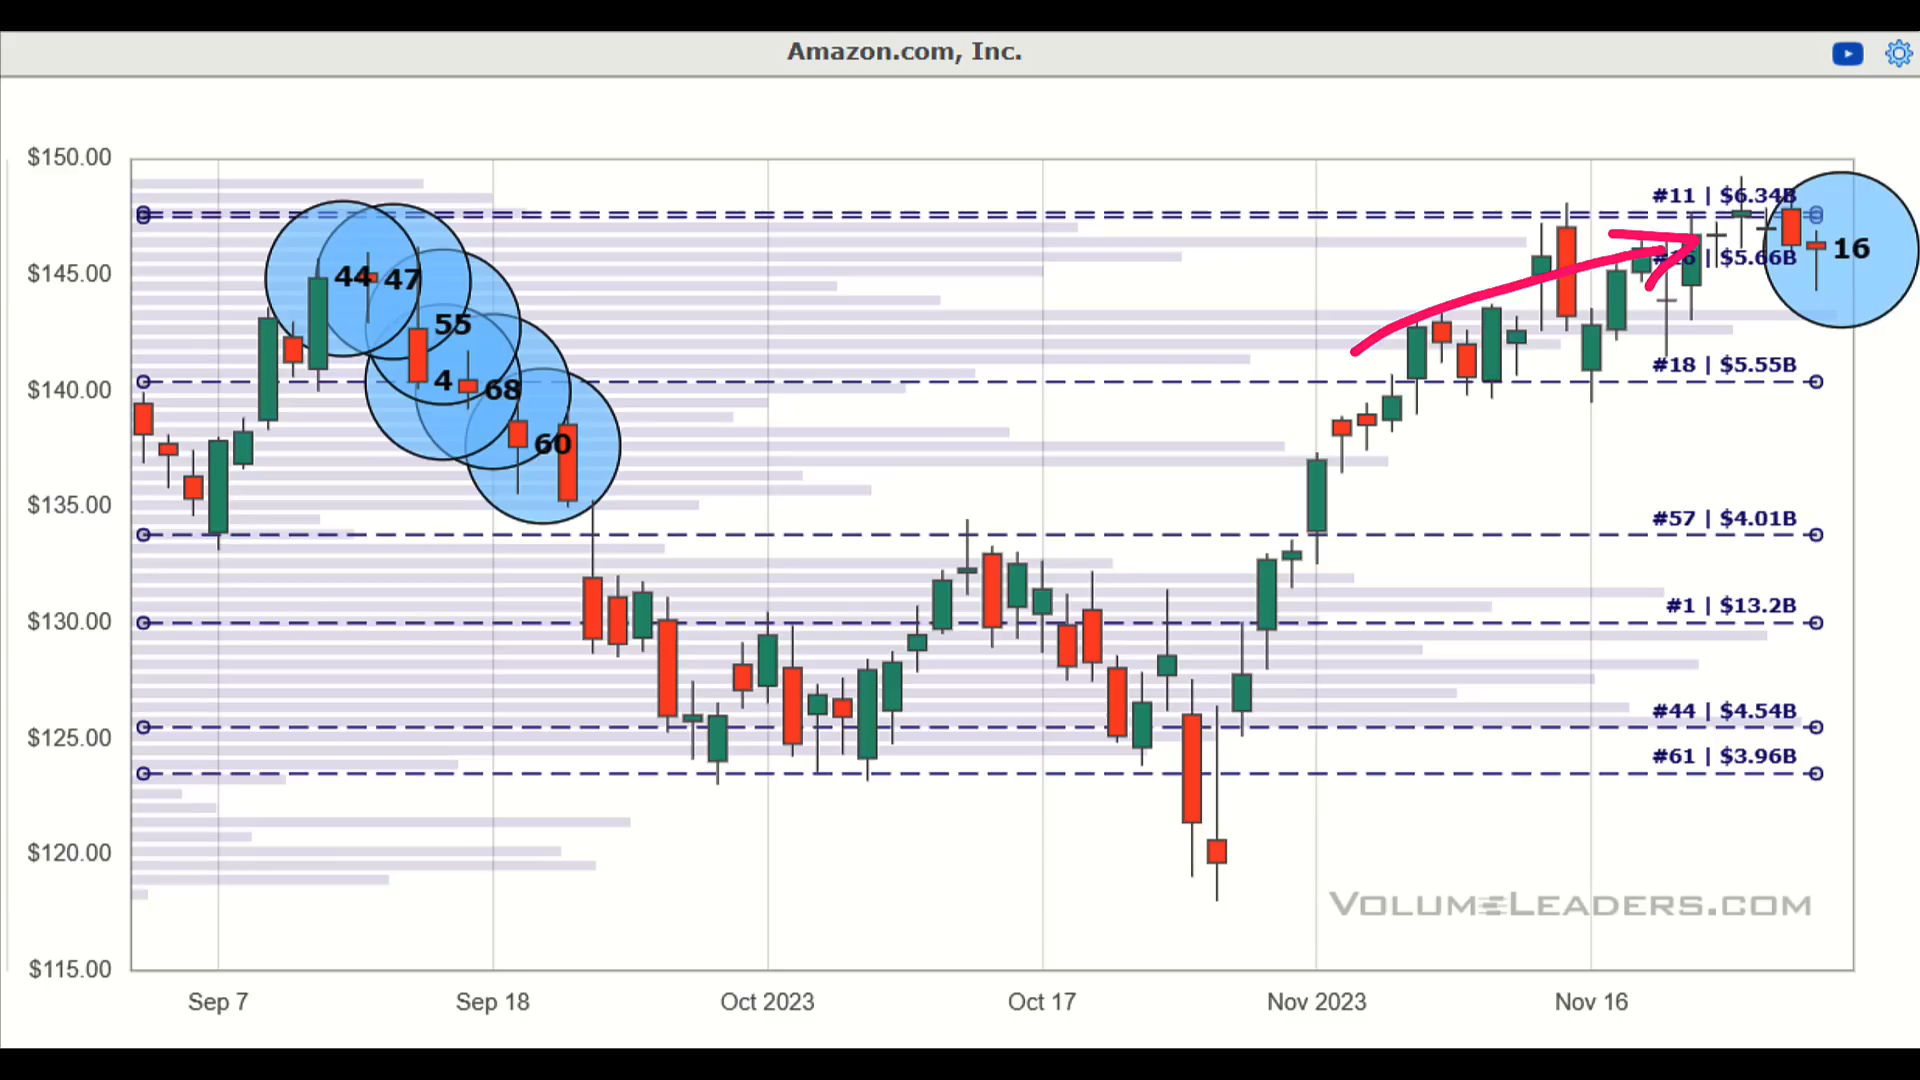 Amazon.com, Inc.
$150.00
#11 | $6.34B
44
47
16
$145.00
#16 | $5.66B
55
$140.00
4
68
#18 | $5.55B
60
$135.00
#57 | $4.01B
#1 | $13.2B
$130.00
#44 | $4.54B
$125.00
#61 | $3.96B
$120.00
VOLUMELEADERS.COM
$115.00
Sep 7
Sep 18
Oct 2023
Oct 17
Nov 2023
Nov 16